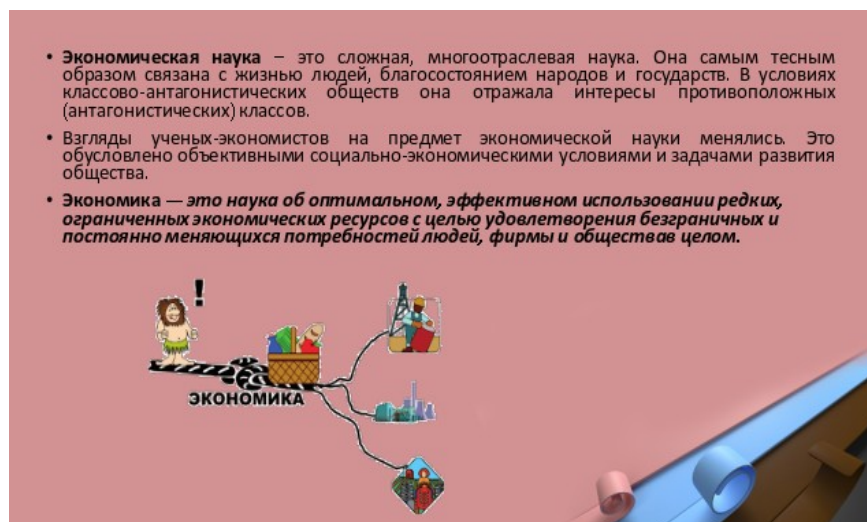 • Экономическая наука – это сложная, многоотраслевая наука. Она самым тесным
образом связана с жизнью людей, благосостоянием народов и государств. В условиях
классово-антагонистических обществ она отражала интересы противоположных
(антагонистических) классов.
• Взгляды ученых-экономистов на предмет экономической науки менялись. Это
обусловлено объективными социально-экономическими условиями и задачами развития
общества.
• Экономика — это наука об оптимальном, эффективном использовании редких,
ограниченных экономических ресурсов с целью удовлетворения безграничных и
постоянно меняющихся потребностей людей, фирмы и обществав целом.
!
ЭКОНОМИКА